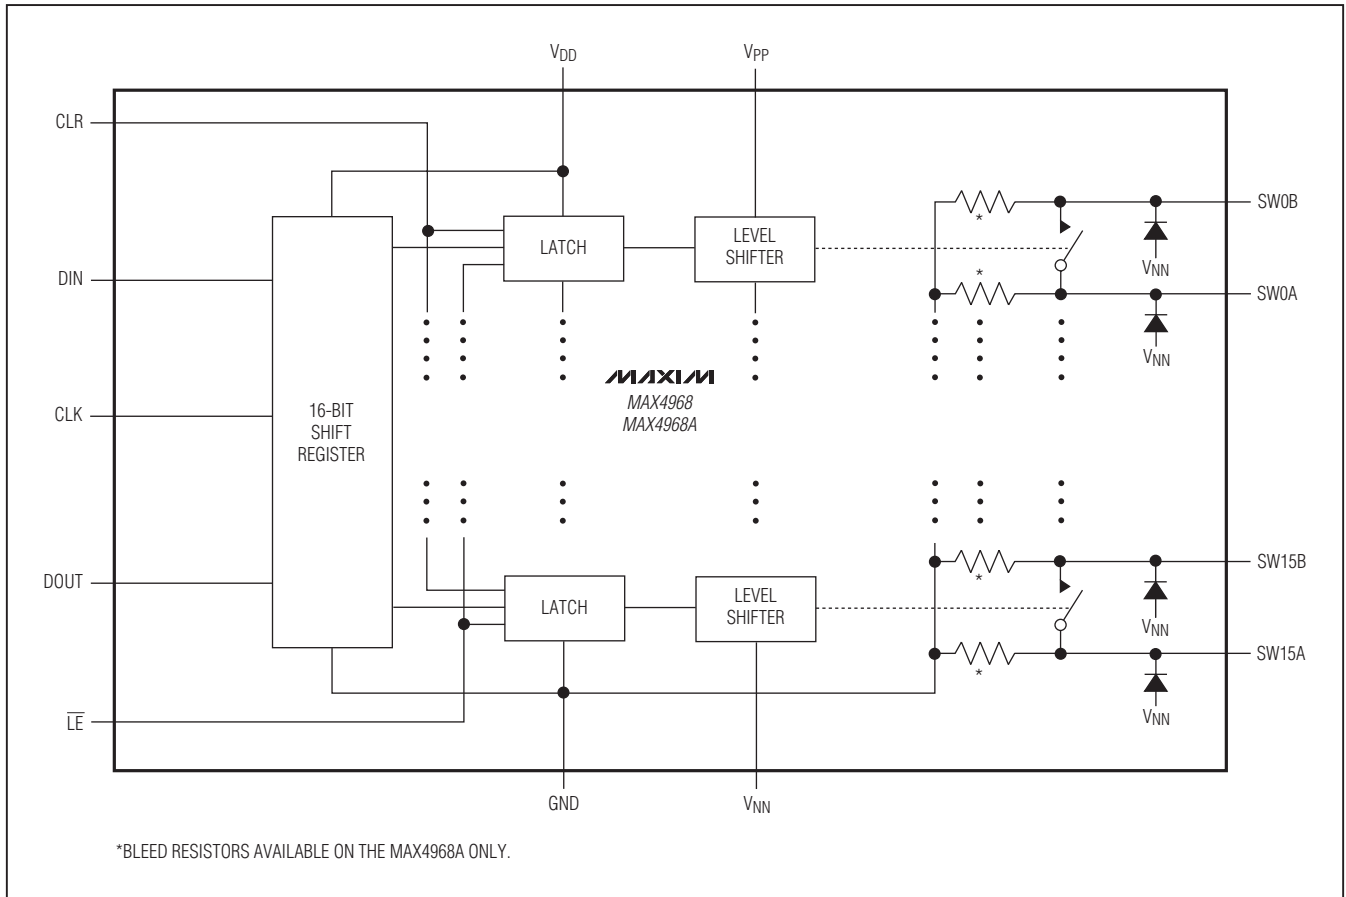 VDD
VPP
CLR
SW0B
*
LATCH
LEVEL
SHIFTER
VNN
DIN
*
SW0A
VNN
MAXIM
MAX4968
MAX4968A
CLK
16-BIT
SHIFT
REGISTER
SW15B
*
DOUT
LATCH
LEVEL
SHIFTER
VNN
SW15A
*
LE
VNN
GND
VNN
*BLEED RESISTORS AVAILABLE ON THE MAX4968A ONLY.